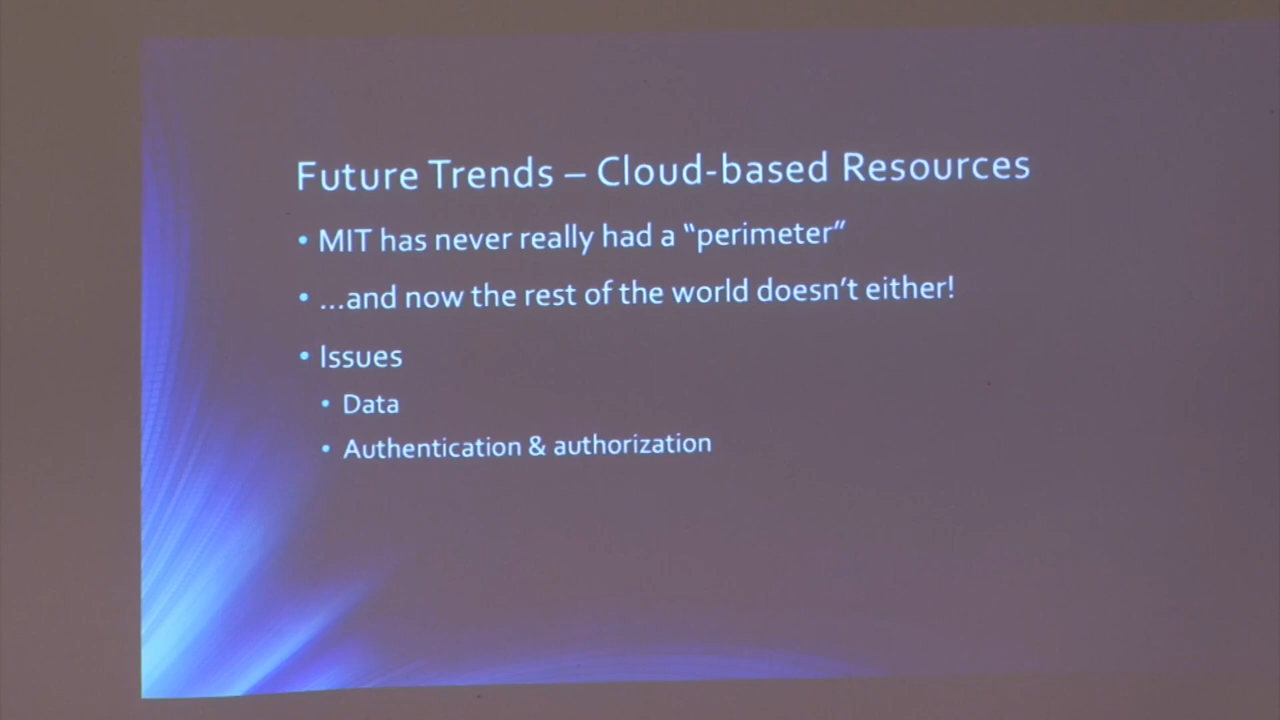 Future Trends – Cloud-based Resources
• MIT has never really had a “perimeter”
• ...and now the rest of the world doesn’t either!
• Issues
• Data
• Authentication & authorization